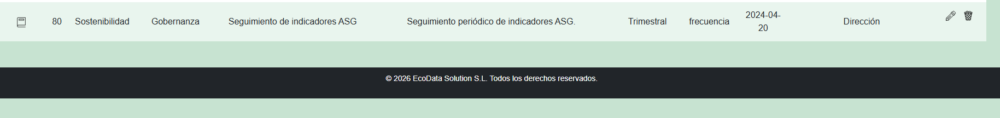 80 Sostenibilidad Gobernanza Seguimiento de indicadores ASG Seguimiento periódico de indicadores ASG. Trimestral frecuencia 2024-04-
20 Dirección
© 2026 EcoData Solution S.L. Todos los derechos reservados.